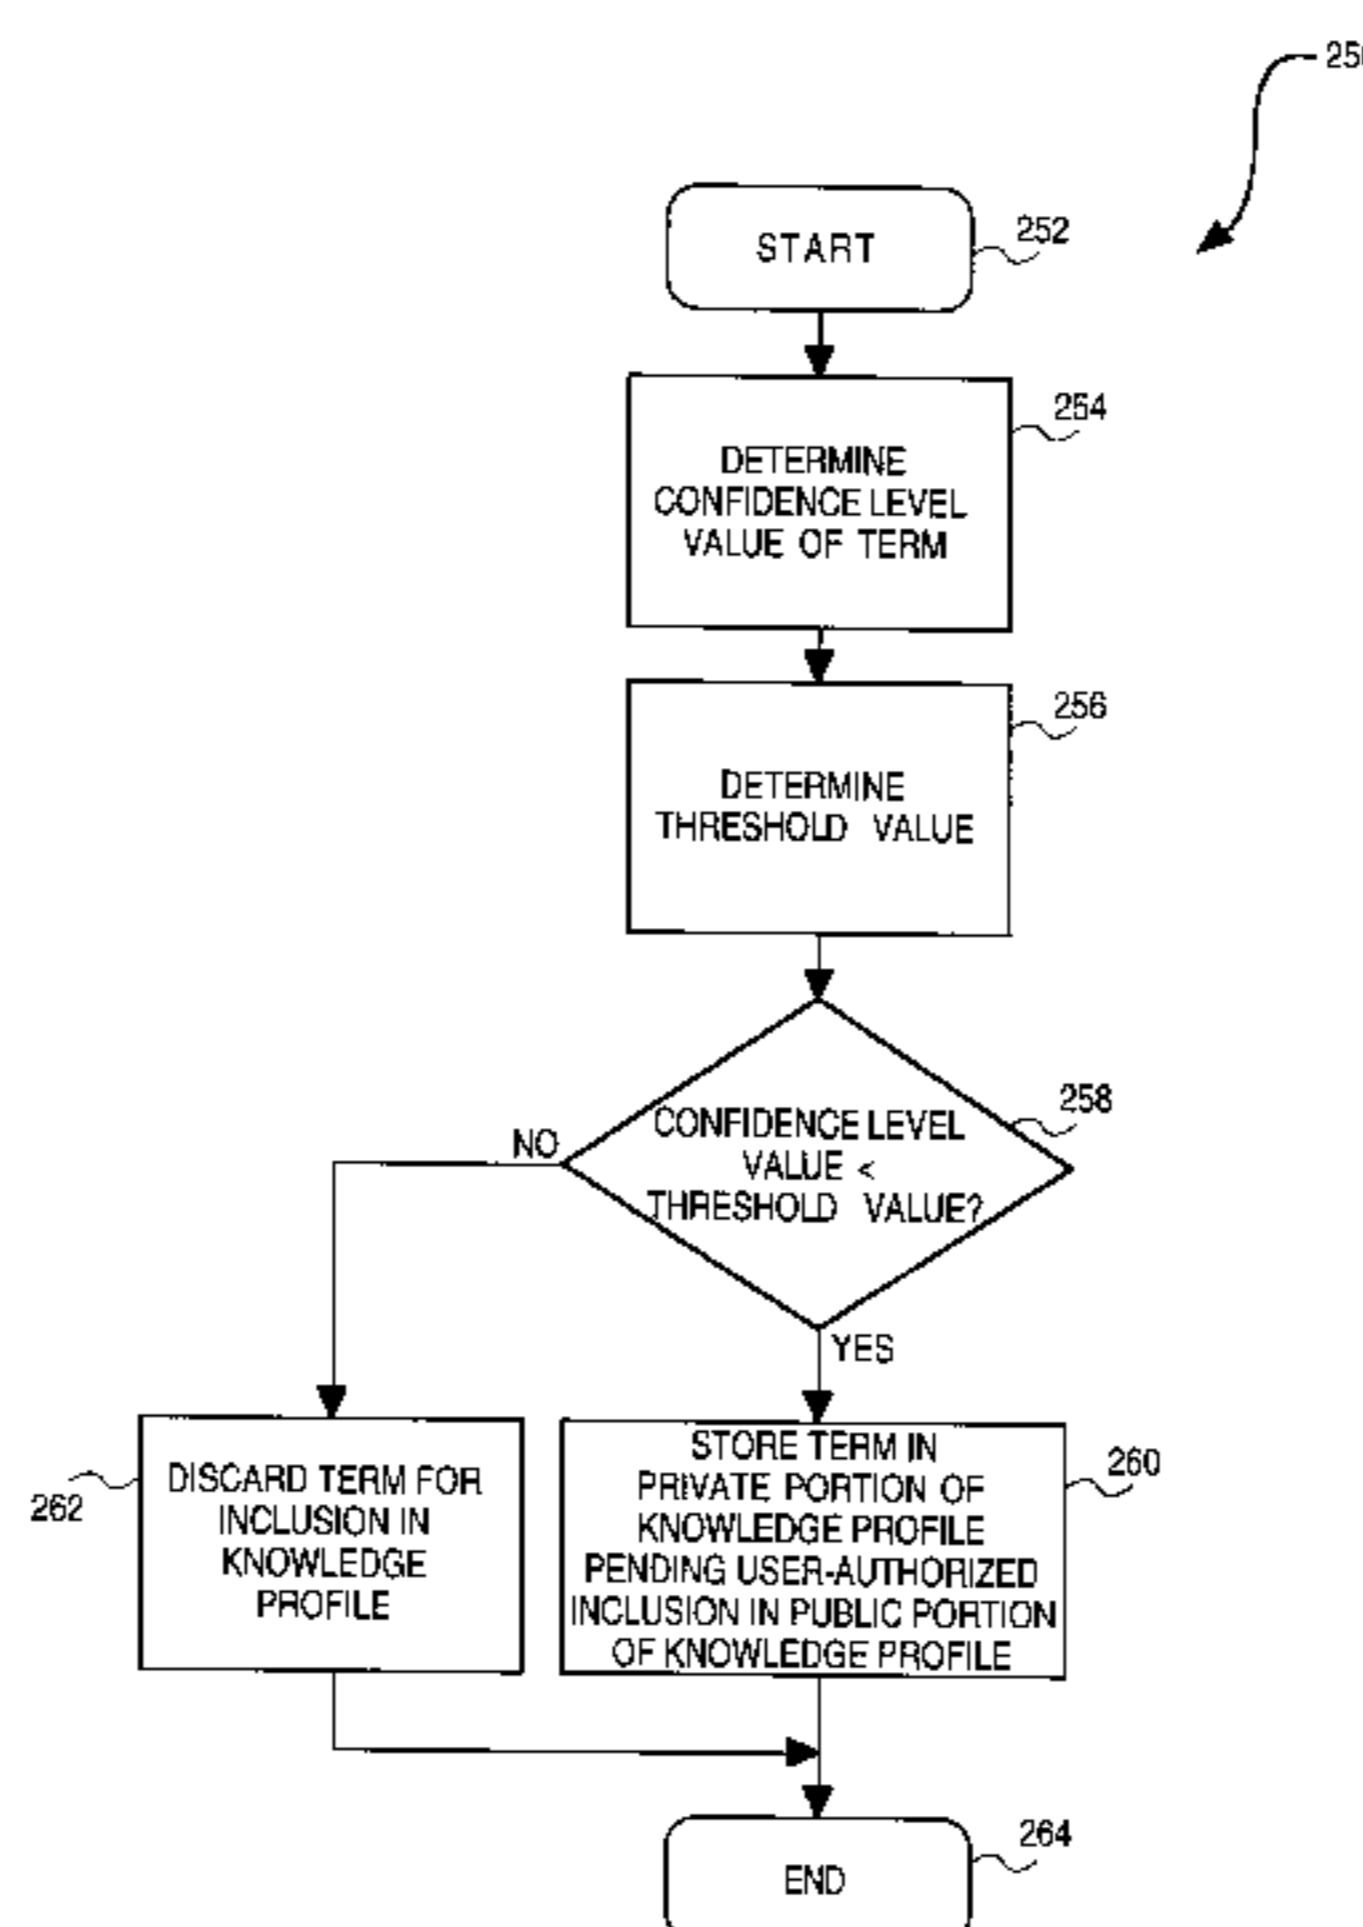 252
START
254
DETERMINE
CONFIDENCE LEVEL
VALUE OF TERM
256
DETERMINE
THRESHOLD VALUE
258
CONFIDENCE LEVEL
VALUE <
THRESHOLD VALUE?
NO
YES
262
DISCARD TERM FOR
INCLUSION IN
KNOWLEDGE
PROFILE
260
STORE TERM IN
PRIVATE PORTION OF
KNOWLEDGE PROFILE
PENDING USER-AUTHORIZED
INCLUSION IN PUBLIC PORTION
OF KNOWLEDGE PROFILE
264
END